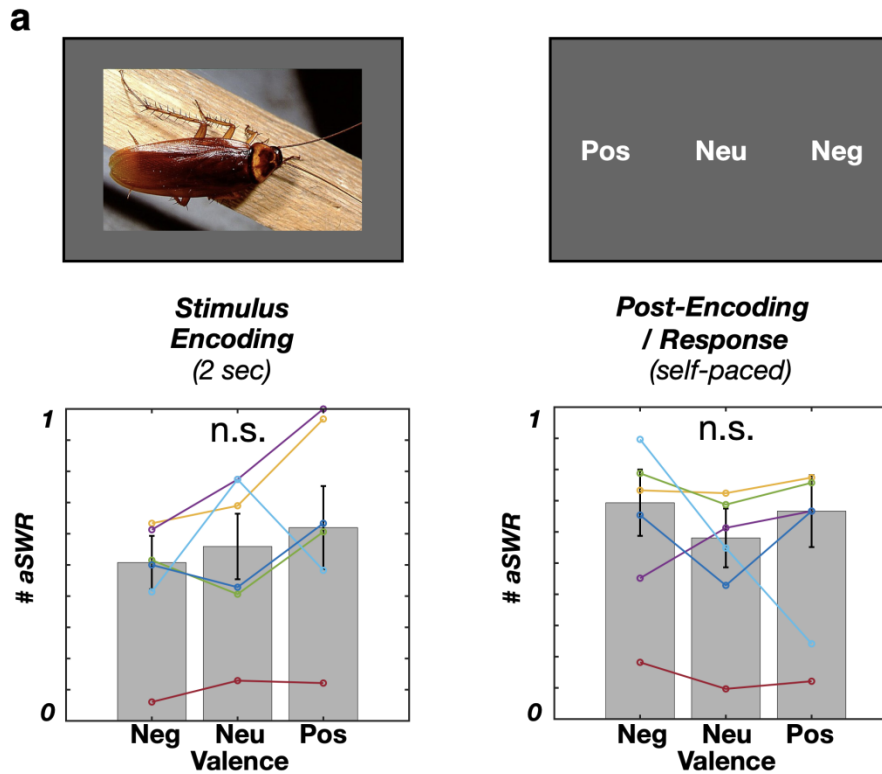 a
Pos Neu Neg
Stimulus
Encoding
(2 sec)
Post-Encoding
/ Response
(self-paced)
1
n.s.
# aSWR
0
Neg Neu Pos
Valence
1
n.s.
# aSWR
0
Neg Neu Pos
Valence